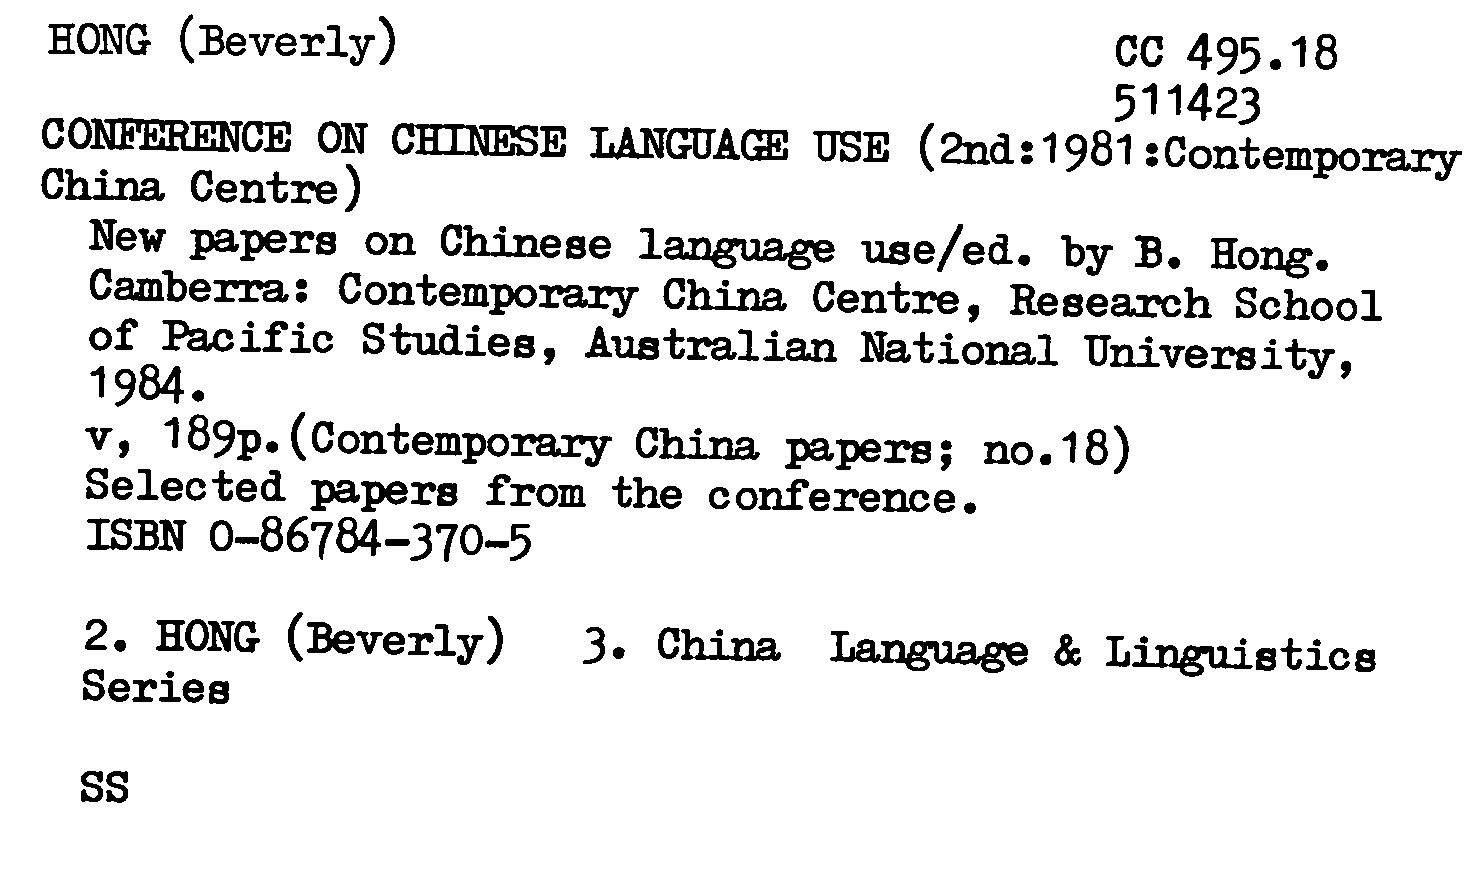 HONG (Beverly)
CC 495.18
511423
CONFERENCE ON CHINESE LANGUAGE USE (2nd:1981:Contemporary
China Centre)
New papers on Chinese language use/ed. by B. Hong.
Camberra: Contemporary China Centre, Research School
of Pacific Studies, Australian National University,
1984.
v, 189p.(Contemporary China papers; no.18)
Selected papers from the conference.
ISBN 0-86784-370-5
2. HONG (Beverly) 3. China Language & Linguistics
Series
SS